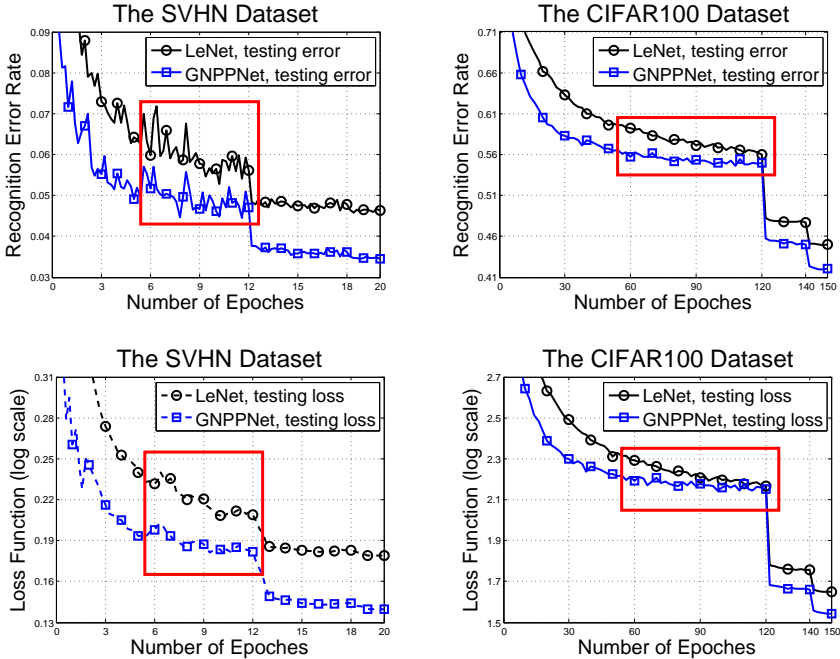 The SVHN Dataset
Recognition Error Rate
0.09
0.08
0.07
0.06
0.05
0.04
0.03
LeNet, testing error
GNPPNet, testing error
0 3 6 9 12 15 18 20
Number of Epoches
The CIFAR100 Dataset
Recognition Error Rate
0.71
0.66
0.61
0.56
0.51
0.46
0.41
LeNet, testing error
GNPPNet, testing error
0 30 60 90 120 140 150
Number of Epoches
The SVHN Dataset
Loss Function (log scale)
0.31
0.28
0.25
0.22
0.19
0.16
0.13
LeNet, testing loss
GNPPNet, testing loss
0 3 6 9 12 15 18 20
Number of Epoches
The CIFAR100 Dataset
Loss Function (log scale)
2.7
2.5
2.3
2.1
1.9
1.7
1.5
LeNet, testing loss
GNPPNet, testing loss
0 30 60 90 120 140 150
Number of Epoches